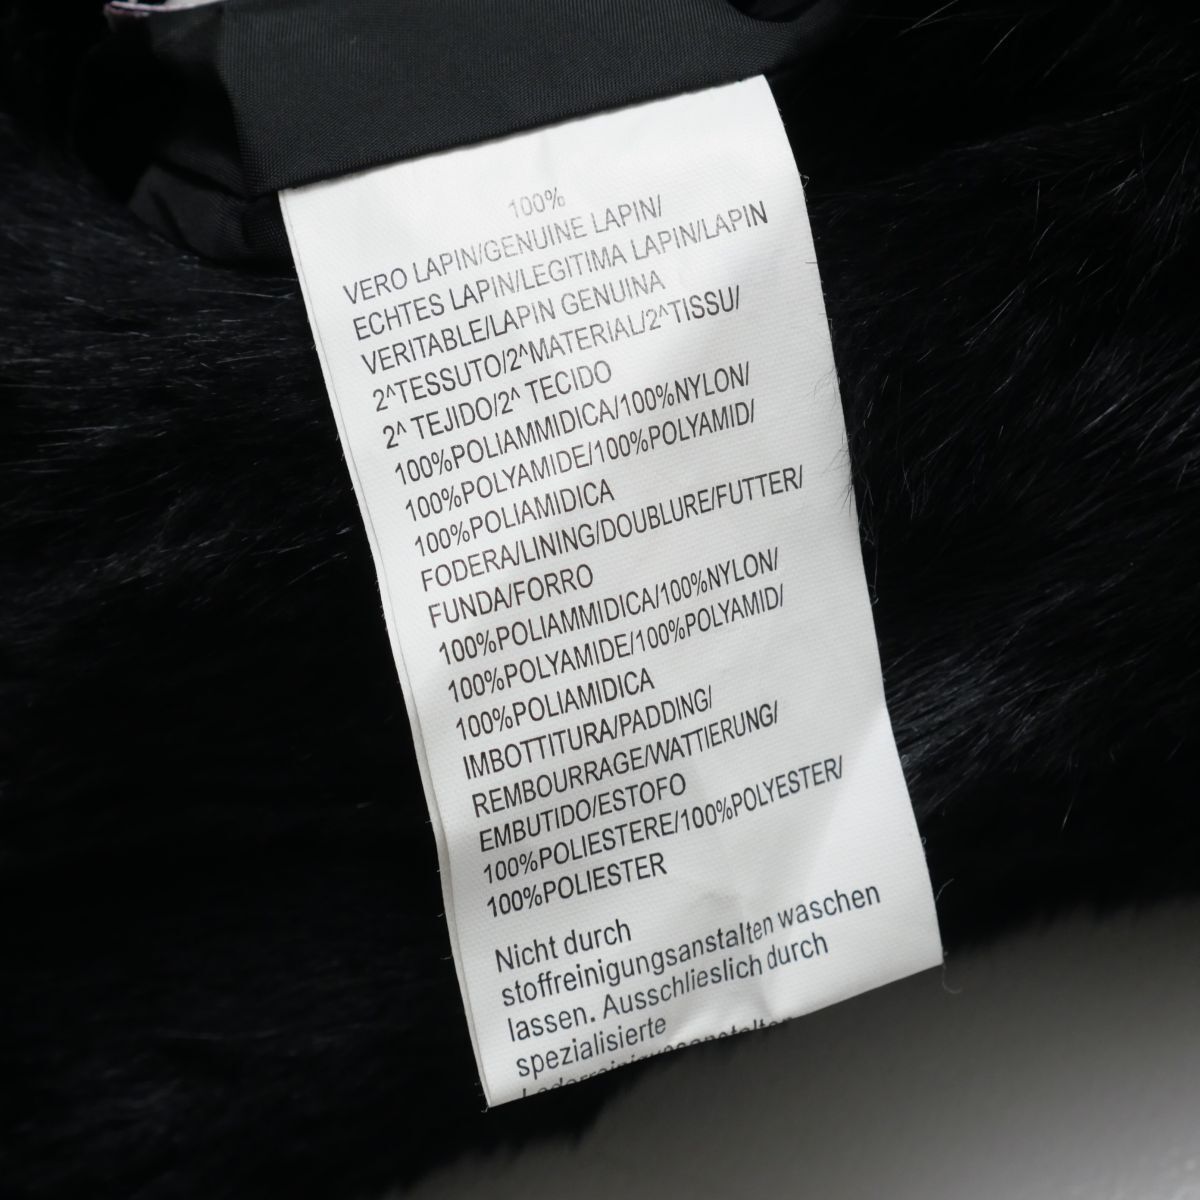 100%
VERO LAPIN/GENUINE LAPIN/
ECHTES LAPIN/LEGITIMA LAPIN/LAPIN
VERITABLE/LAPIN GENUINA
2^TESSUTO/2^MATERIAL/2^TISSU/
2^ TEJIDO/2^ TECIDO
100%POLIAMMIDICA/100%NYLON/
100%POLYAMIDE/100%POLYAMID/
100%POLIAMIDICA
FODERA/LINING/DOUBLURE/FUTTER/
FUNDA/FORRO
100%POLIAMMIDICA/100%NYLON/
100%POLYAMIDE/100%POLYAMID/
100%POLIAMIDICA
IMBOTTITURA/PADDING/
REMBOURRAGE/WATTIERUNG/
EMBUTIDO/ESTOFO
100%POLIESTERE/100%POLYESTER/
100%POLIESTER
Nicht durch
stoffreinigungsanstalten waschen
lassen. Ausschlieslich durch
spezialisierte